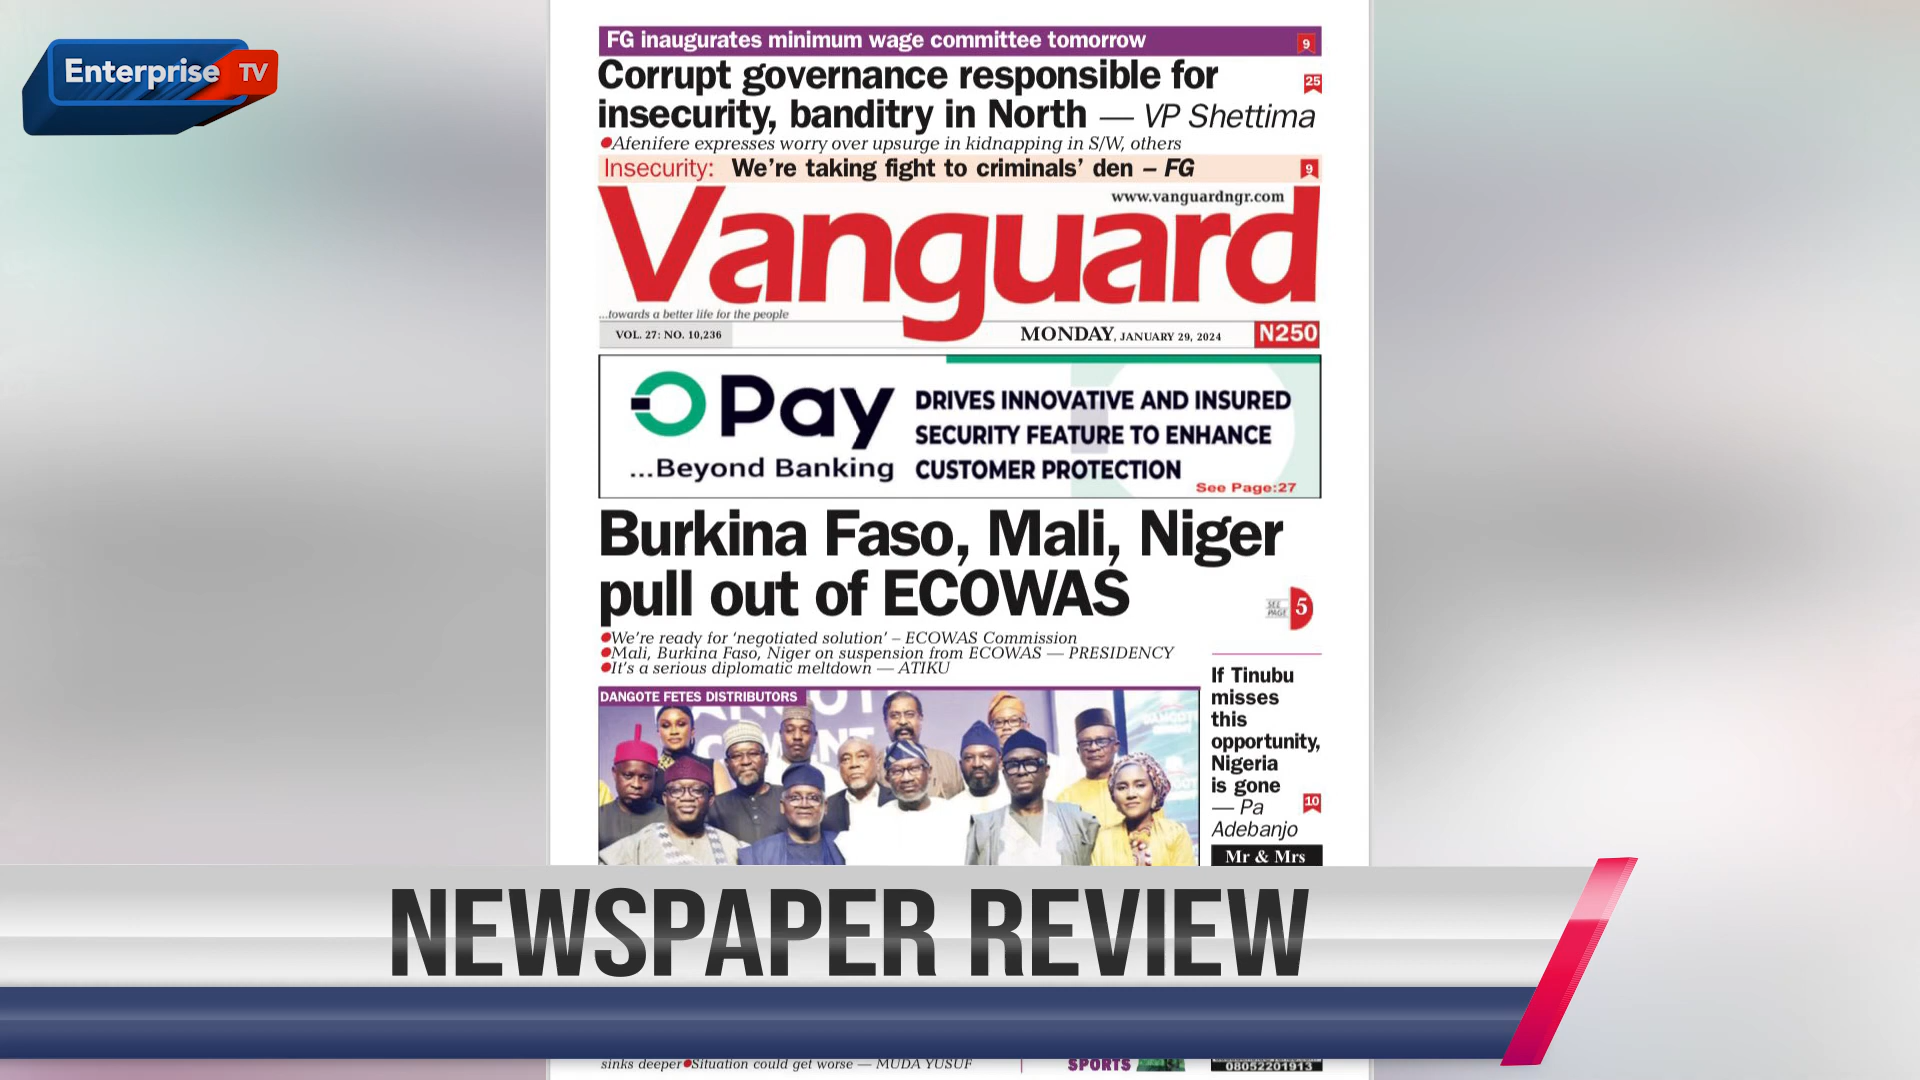 Enterprise TV
FG inaugurates minimum wage committee tomorrow
9
Corrupt governance responsible for
25
insecurity, banditry in North — VP Shettima
●Afenifere expresses worry over upsurge in kidnapping in S/W, others
Insecurity: We're taking fight to criminals' den – FG
9
www.vanguardngr.com
Vanguard
...towards a better life for the people
VOL. 27: NO. 10,236
MONDAY, JANUARY 29, 2024
N250
OPay
...Beyond Banking
DRIVES INNOVATIVE AND INSURED
SECURITY FEATURE TO ENHANCE
CUSTOMER PROTECTION
See Page:27
Burkina Faso, Mali, Niger
pull out of ECOWAS
SEE
PAGE
5
●We're ready for 'negotiated solution' – ECOWAS Commission
●Mali, Burkina Faso, Niger on suspension from ECOWAS — PRESIDENCY
●It's a serious diplomatic meltdown — ATIKU
DANGOTE FETES DISTRIBUTORS
If Tinubu
misses
this
opportunity,
Nigeria
is gone
— Pa
10
Adebanjo
Mr & Mrs
NEWSPAPER REVIEW
sinks deeper●Situation could get worse — MUDA YUSUF
SPORTS
08052201913